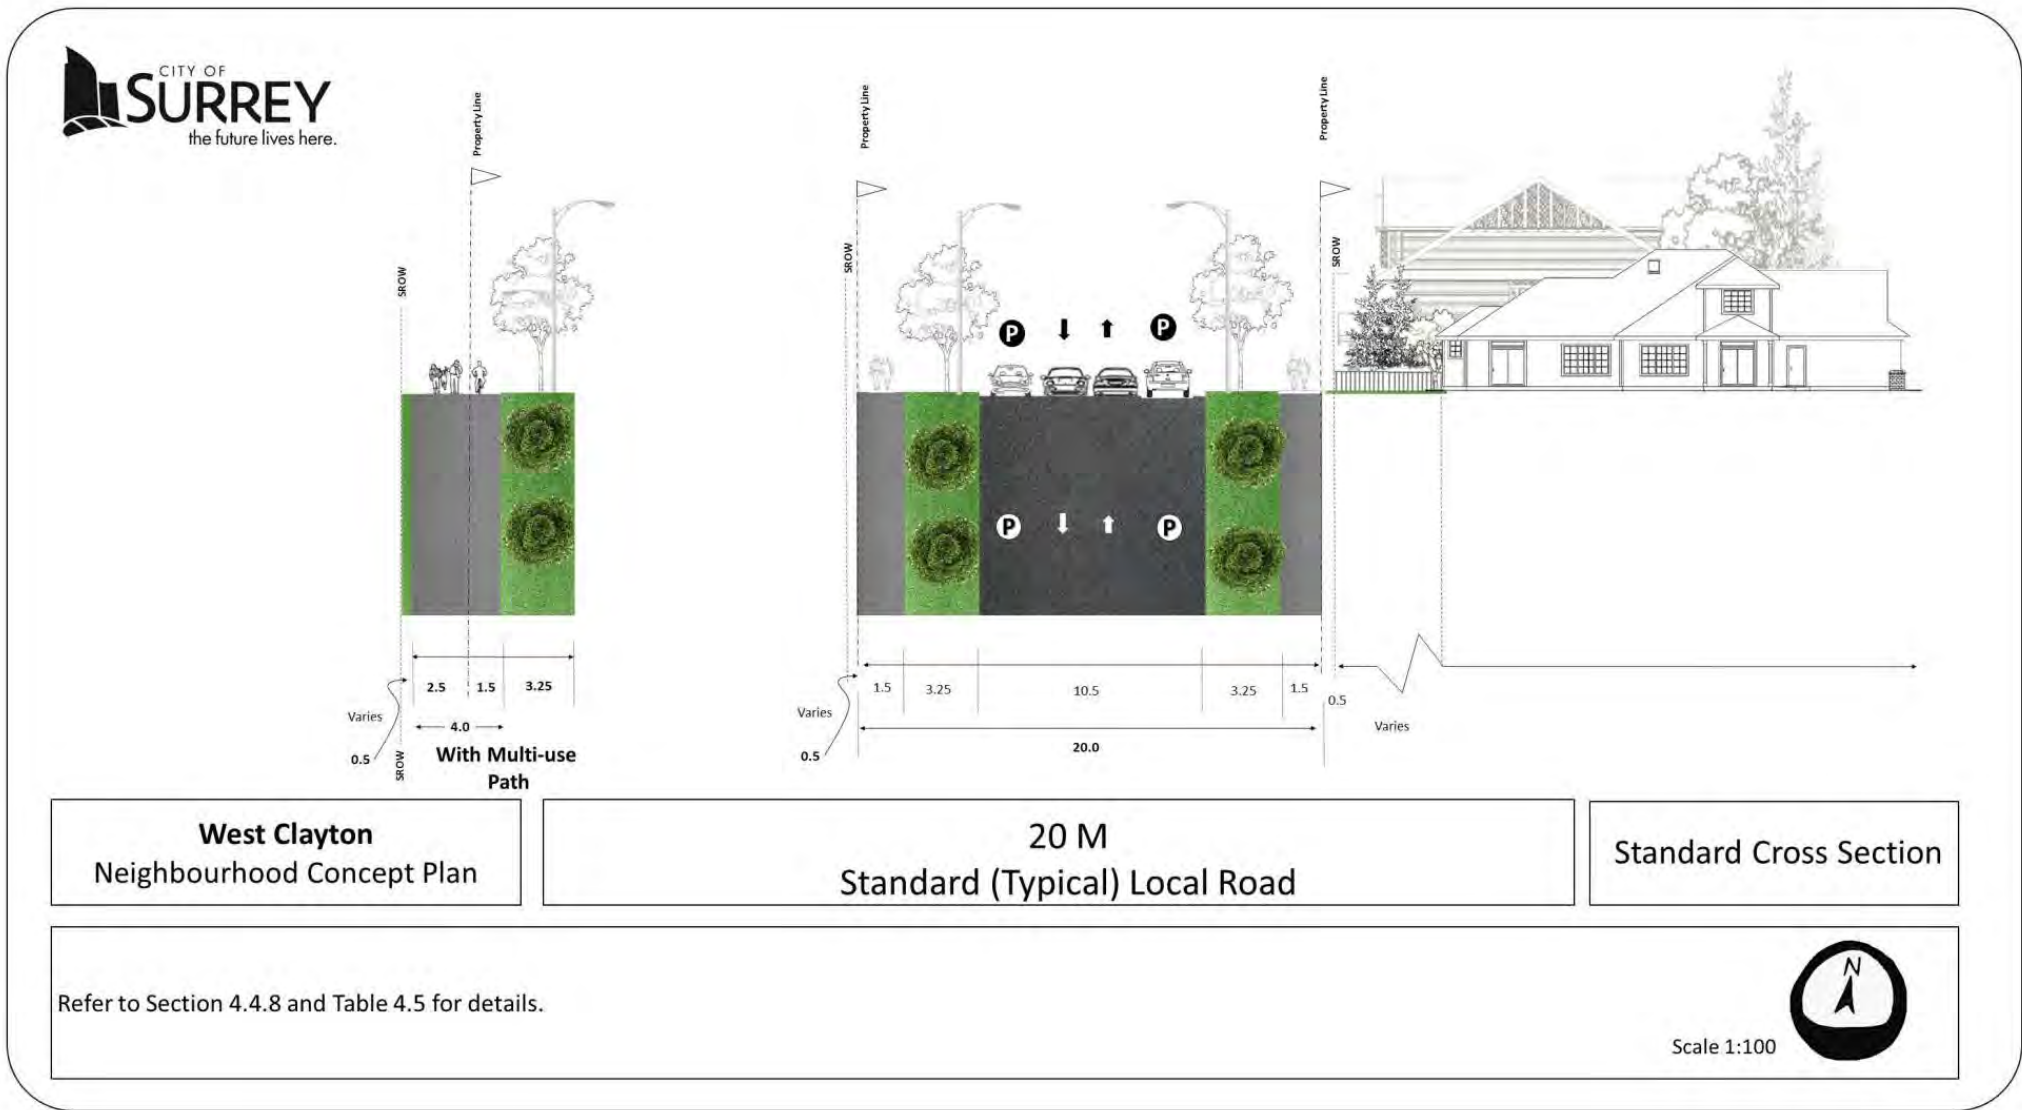 CITY OF
SURREY
the future lives here.
Property Line
Property Line
Property Line
SROW
SROW
SROW
P
P
P
P
2.5
1.5
3.25
1.5
3.25
10.5
3.25
1.5
0.5
Varies
4.0
Varies
Varies
0.5
SROW
With Multi-use
Path
0.5
20.0
West Clayton
Neighbourhood Concept Plan
20 M
Standard (Typical) Local Road
Standard Cross Section
Refer to Section 4.4.8 and Table 4.5 for details.
N
Scale 1:100